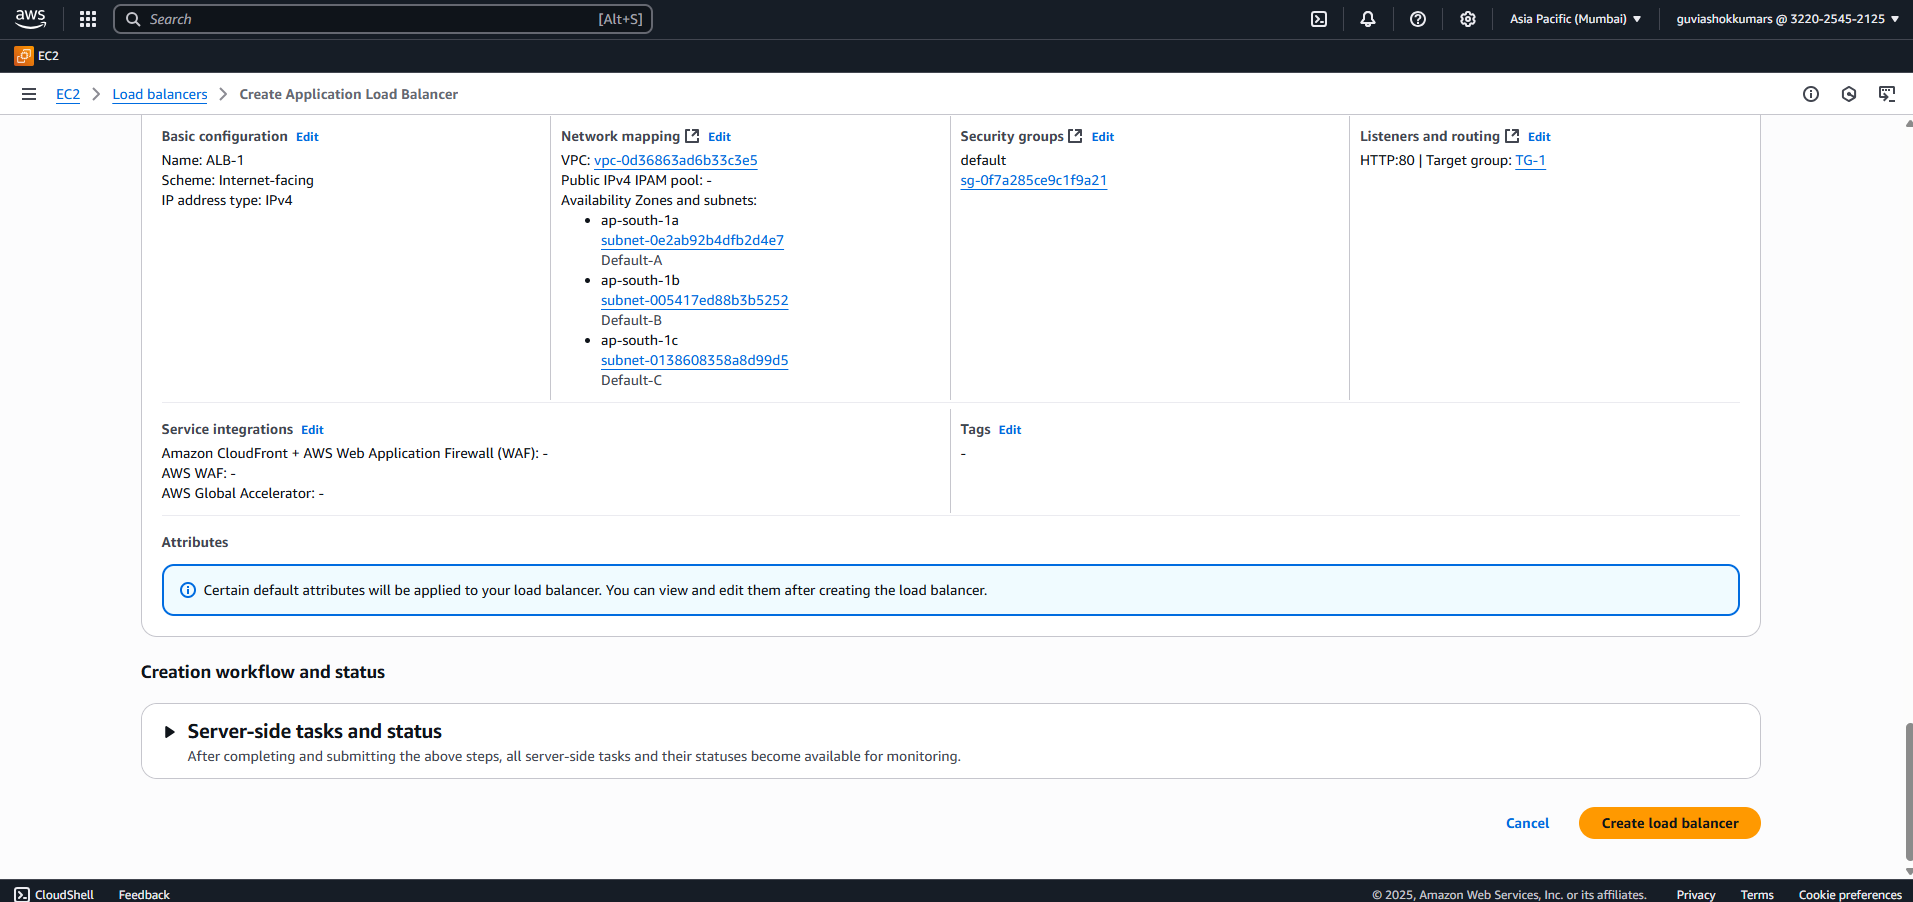 aws
Search [Alt+S]
Asia Pacific (Mumbai) guviashokkumars @ 3220-2545-2125
EC2
EC2 Load balancers Create Application Load Balancer
Basic configuration Edit
Name: ALB-1
Scheme: Internet-facing
IP address type: IPv4
Network mapping Edit
VPC: vpc-0d36863ad6b33c3e5
Public IPv4 IPAM pool: -
Availability Zones and subnets:
ap-south-1a
subnet-0e2ab92b4dfb2d4e7
Default-A
ap-south-1b
subnet-005417ed88b3b5252
Default-B
ap-south-1c
subnet-0138608358a8d99d5
Default-C
Security groups Edit
default
sg-0f7a285ce9c1f9a21
Listeners and routing Edit
HTTP:80 | Target group: TG-1
Service integrations Edit
Amazon CloudFront + AWS Web Application Firewall (WAF): -
AWS WAF: -
AWS Global Accelerator: -
Tags Edit
-
Attributes
Certain default attributes will be applied to your load balancer. You can view and edit them after creating the load balancer.
Creation workflow and status
Server-side tasks and status
After completing and submitting the above steps, all server-side tasks and their statuses become available for monitoring.
Cancel Create load balancer
CloudShell Feedback © 2025, Amazon Web Services, Inc. or its affiliates. Privacy Terms Cookie preferences